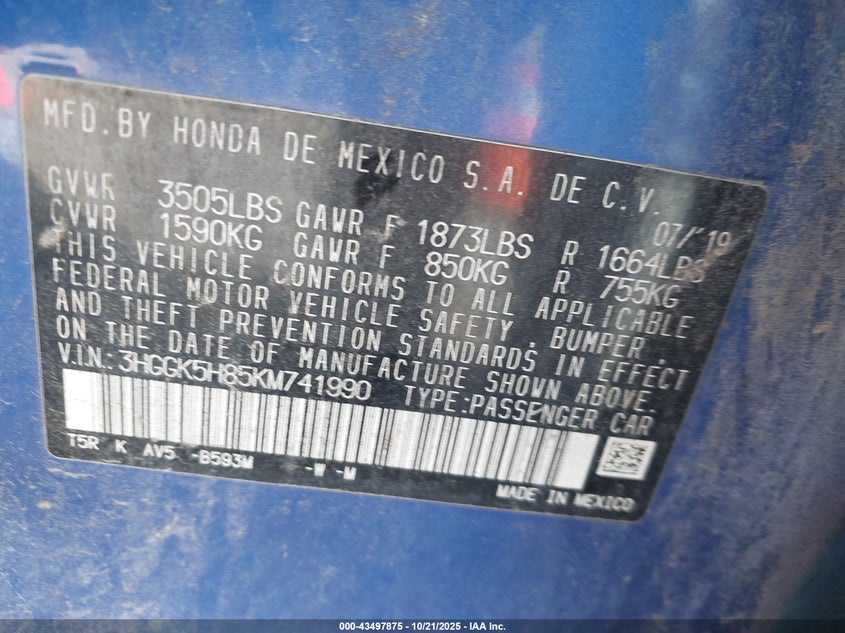 MFD. BY HONDA DE MEXICO S.A. DE C.V. 07/'19
GVWR 3505LBS GAWR F 1873LBS R 1664LBS
GVWR 1590KG GAWR F 850KG R 755KG
THIS VEHICLE CONFORMS TO ALL APPLICABLE
FEDERAL MOTOR VEHICLE SAFETY, BUMPER,
AND THEFT PREVENTION STANDARDS IN EFFECT
ON THE DATE OF MANUFACTURE SHOWN ABOVE.
V.I.N.: 3HGGK5H85KM741990 TYPE:PASSENGER CAR
T5R K AV5 -B593M -W -M
MADE IN MEXICO
000-43497875 - 10/21/2025 - IAA Inc.